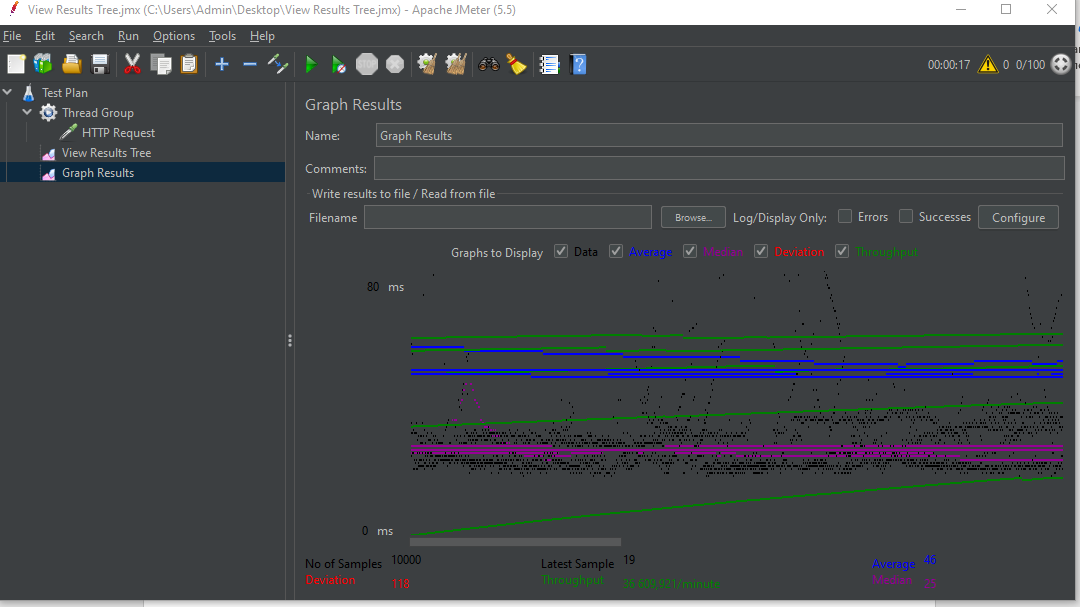 View Results Tree.jmx (C:\Users\Admin\Desktop\View Results Tree.jmx) - Apache JMeter (5.5)
File Edit Search Run Options Tools Help
STOP
00:00:17 0 0/100
Test Plan
Thread Group
HTTP Request
View Results Tree
Graph Results
Graph Results
Name: Graph Results
Comments:
Write results to file / Read from file
Filename Browse... Log/Display Only: Errors Successes Configure
Graphs to Display Data Average Median Deviation Throughput
80 ms
0 ms
No of Samples 10000 Latest Sample 19 Average 46
Deviation 118 Throughput 36 609,921/minute Median